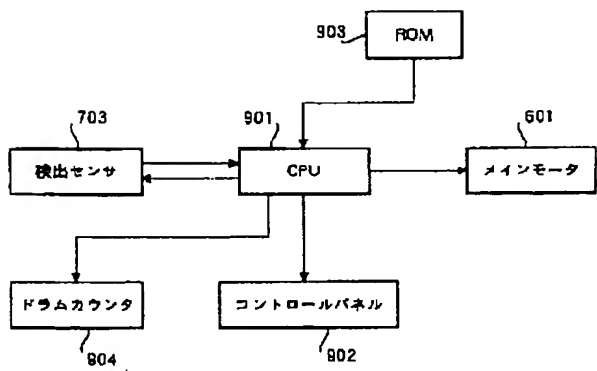 903
ROM
703
901
601
検出センサ
CPU
メインモータ
ドラムカウンタ
コントロールパネル
904
902